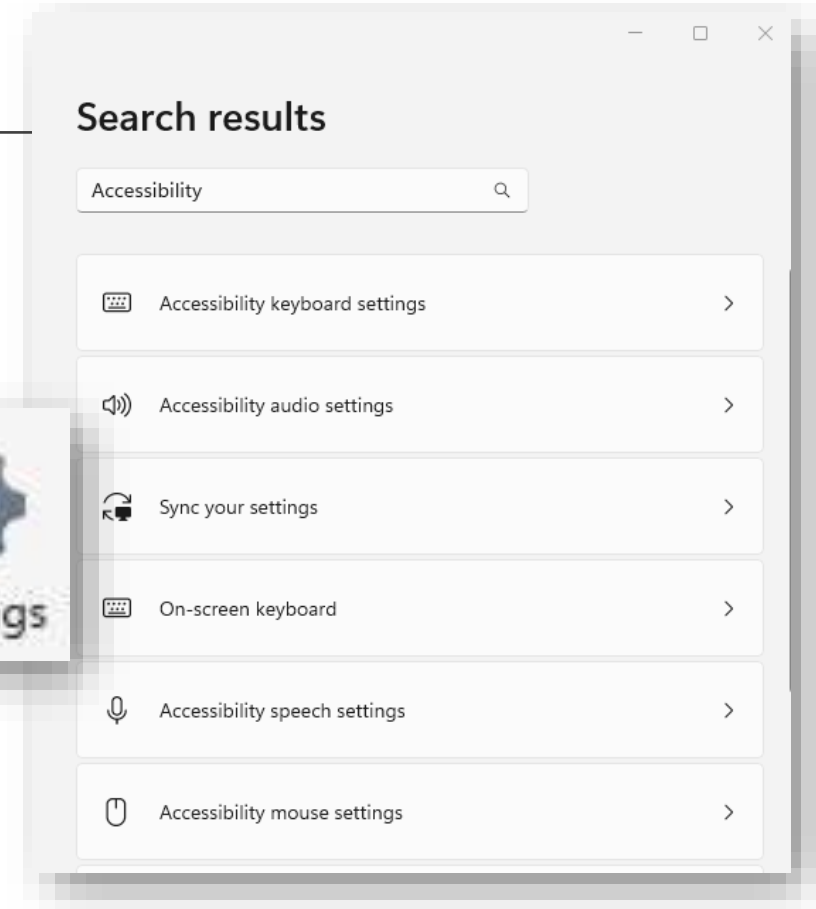 Search results
Accessibility
Accessibility keyboard settings
Accessibility audio settings
Sync your settings
gs
On-screen keyboard
Accessibility speech settings
Accessibility mouse settings